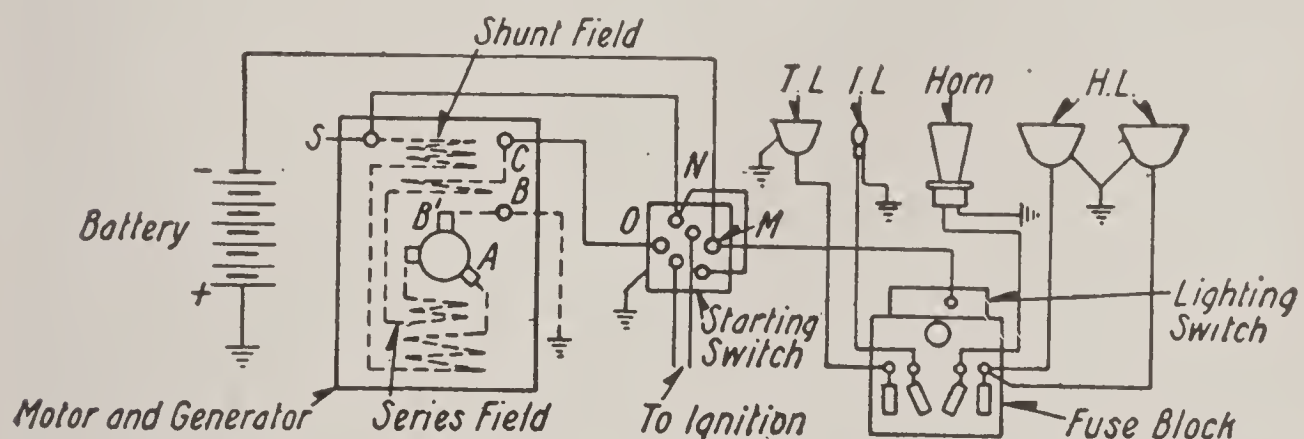 Shunt Field
T.L
I.L
Horn
H.L.
S
C
N
-
B
B'
O
M
Battery
A
+
Starting
Switch
Lighting
Switch
Motor and Generator
Series Field
To Ignition
Fuse Block